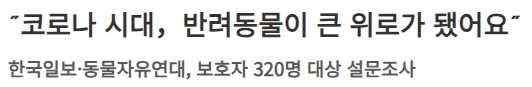 ˝코로나 시대, 반려동물이 큰 위로가 됐어요˝
한국일보·동물자유연대, 보호자 320명 대상 설문조사